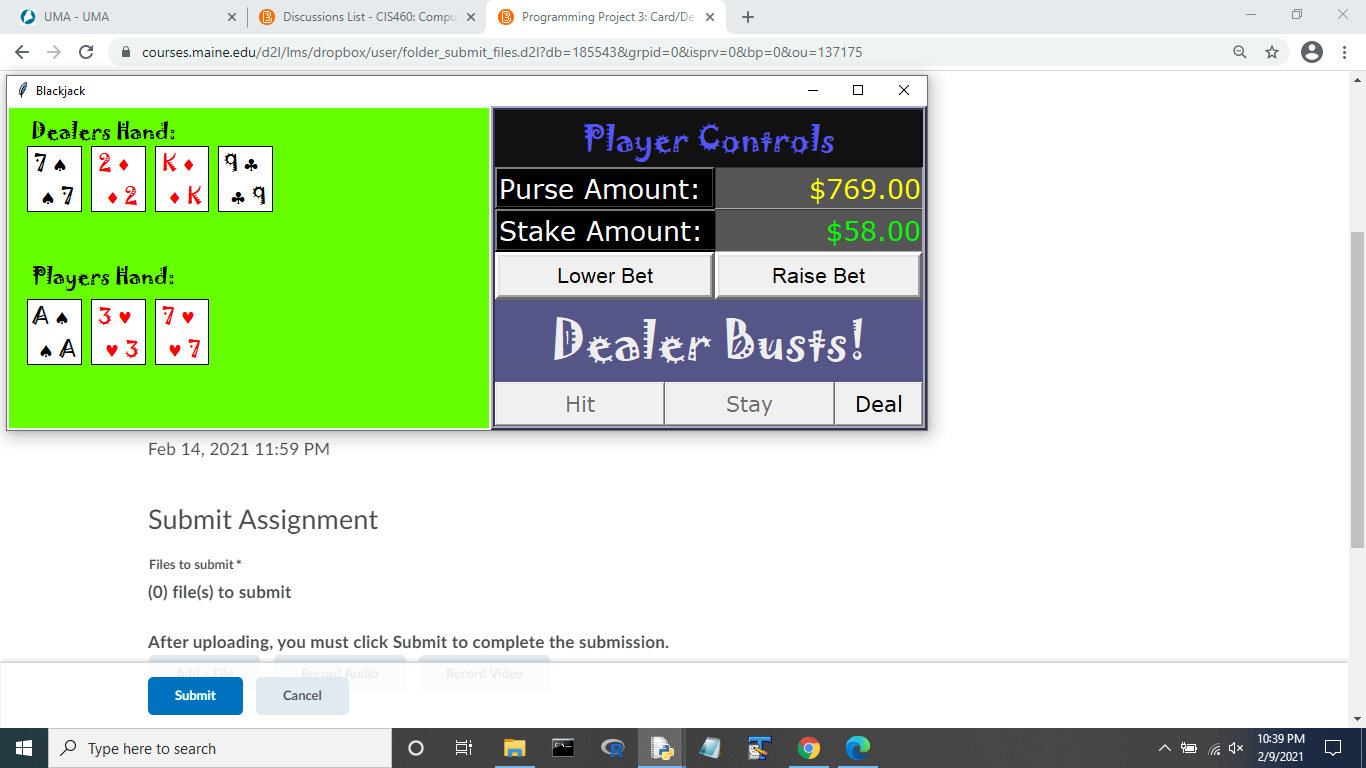 UMA - UMA
Discussions List - CIS460: Compu
Programming Project 3: Card/De
courses.maine.edu/d2l/lms/dropbox/user/folder_submit_files.d2l?db=185543&grpid=0&isprv=0&bp=0&ou=137175
Blackjack
Dealers Hand:
7♠ 2♦ K♦ 9♣
♠7 ♦2 ♦K ♣9
Players Hand:
A♠ 3♥ 7♥
♠A ♥3 ♥7
Player Controls
Purse Amount: $769.00
Stake Amount: $58.00
Lower Bet Raise Bet
Dealer Busts!
Hit Stay Deal
Feb 14, 2021 11:59 PM
Submit Assignment
Files to submit *
(0) file(s) to submit
After uploading, you must click Submit to complete the submission.
Add a File Record Audio Record Video
Submit Cancel
Type here to search
10:39 PM
2/9/2021